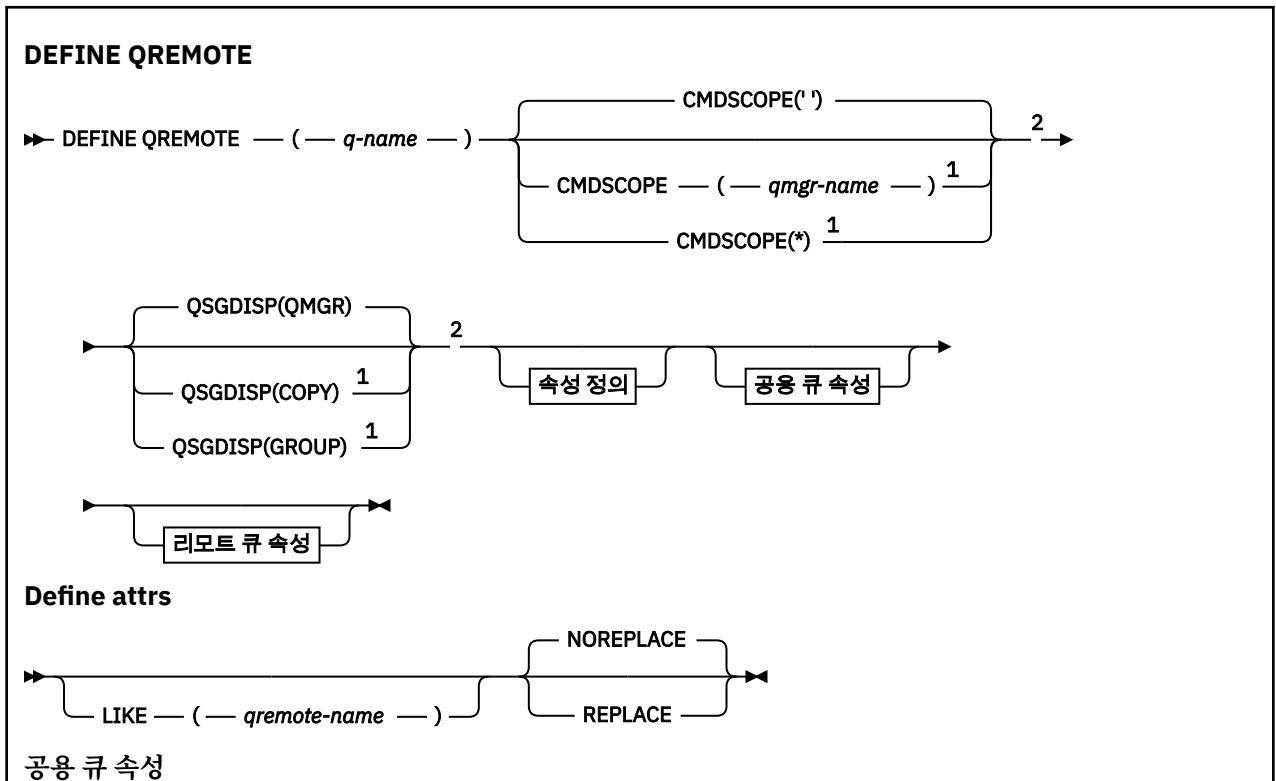 DEFINE QREMOTE
CMDSCOPE(' ')
DEFINE QREMOTE ( q-name ) 2
CMDSCOPE ( qmgr-name ) 1
CMDSCOPE(*) 1
QSGDISP(QMGR)
2
QSGDISP(COPY) 1 속성 정의 공용 큐 속성
QSGDISP(GROUP) 1
리모트 큐 속성
Define attrs
NOREPLACE
LIKE ( qremote-name ) REPLACE
공용 큐 속성